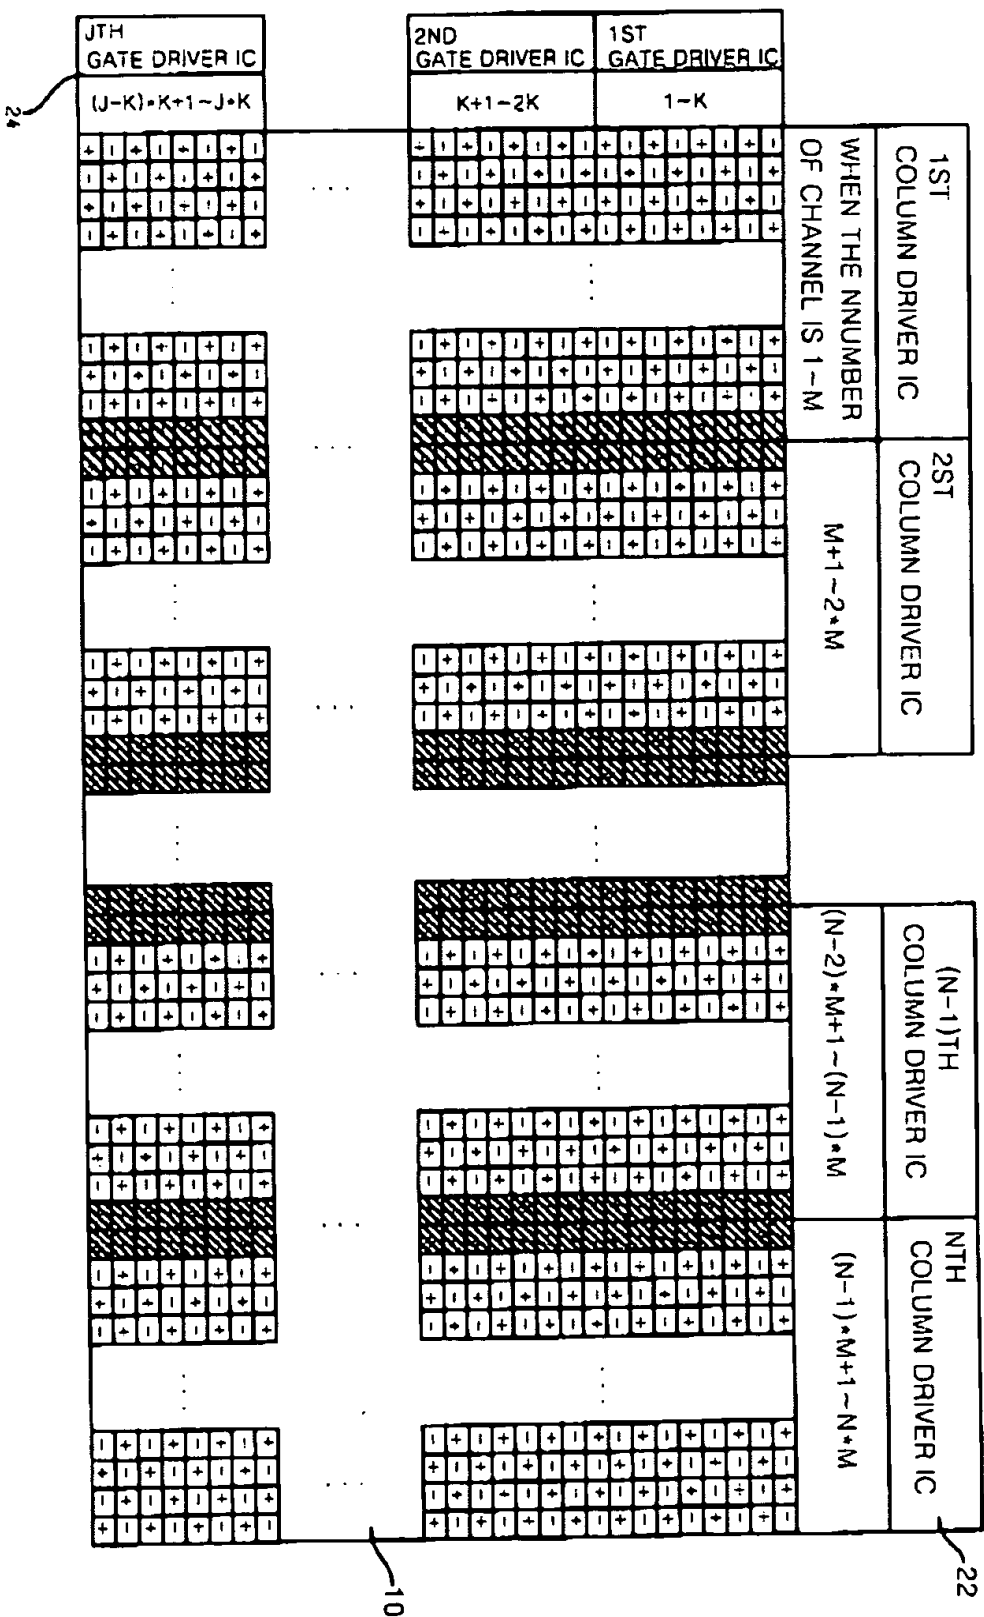 JTH
GATE DRIVER IC
(J-K)*K+1~J*K
2ND
GATE DRIVER IC
K+1~2K
1ST
GATE DRIVER IC
1~K
24
1ST
COLUMN DRIVER IC
WHEN THE NNUMBER
OF CHANNEL IS 1~M
2ST
COLUMN DRIVER IC
M+1~2*M
(N-1)TH
COLUMN DRIVER IC
(N-2)*M+1~(N-1)*M
NTH
COLUMN DRIVER IC
(N-1)*M+1~N*M
22
10